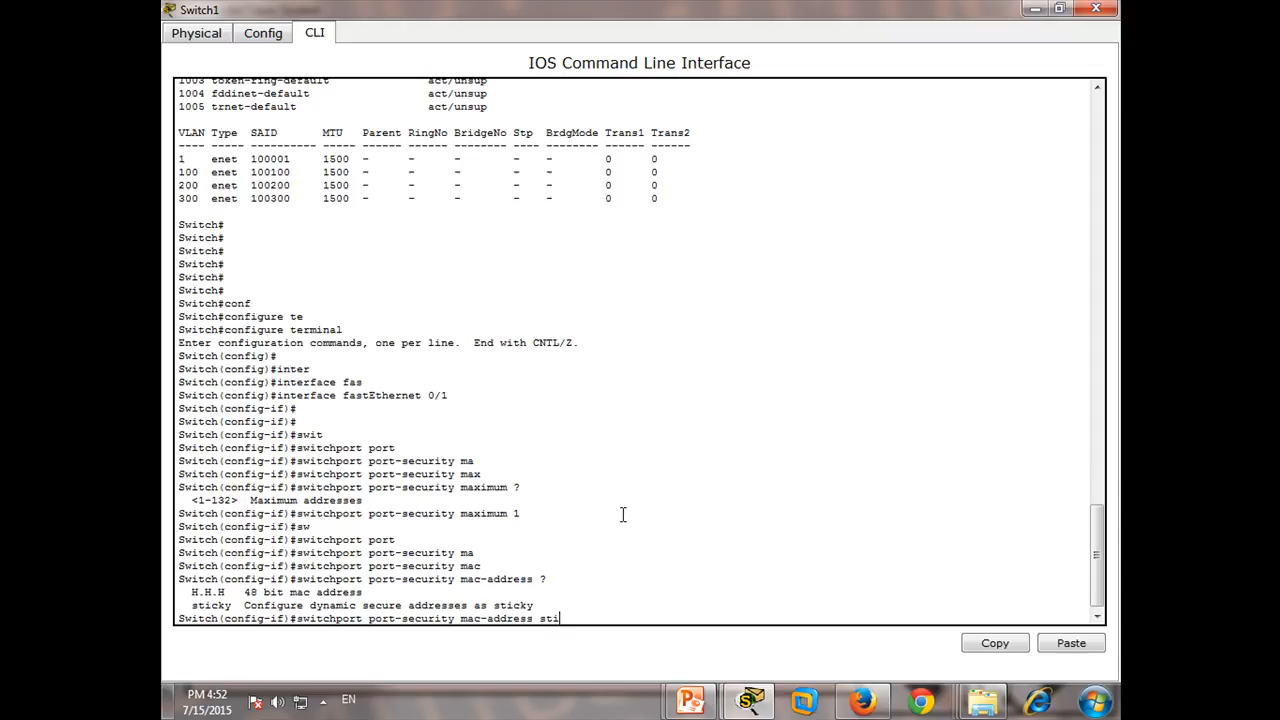 Switch1
Physical Config CLI
IOS Command Line Interface
1003 token-ring-default act/unsup
1004 fddinet-default act/unsup
1005 trnet-default act/unsup
VLAN Type SAID MTU Parent RingNo BridgeNo Stp BrdgMode Trans1 Trans2
---- ----- ---------- ----- ------ ------ -------- ---- -------- ------ ------
1 enet 100001 1500 - - - - - 0 0
100 enet 100100 1500 - - - - - 0 0
200 enet 100200 1500 - - - - - 0 0
300 enet 100300 1500 - - - - - 0 0
Switch#
Switch#
Switch#
Switch#
Switch#
Switch#
Switch#conf
Switch#configure te
Switch#configure terminal
Enter configuration commands, one per line. End with CNTL/Z.
Switch(config)#
Switch(config)#inter
Switch(config)#interface fas
Switch(config)#interface fastEthernet 0/1
Switch(config-if)#
Switch(config-if)#
Switch(config-if)#swit
Switch(config-if)#switchport port
Switch(config-if)#switchport port-security ma
Switch(config-if)#switchport port-security max
Switch(config-if)#switchport port-security maximum ?
<1-132> Maximum addresses
Switch(config-if)#switchport port-security maximum 1
Switch(config-if)#sw
Switch(config-if)#switchport port
Switch(config-if)#switchport port-security ma
Switch(config-if)#switchport port-security mac
Switch(config-if)#switchport port-security mac-address ?
H.H.H 48 bit mac address
sticky Configure dynamic secure addresses as sticky
Switch(config-if)#switchport port-security mac-address sti
Copy Paste
PM 4:52
7/15/2015
EN